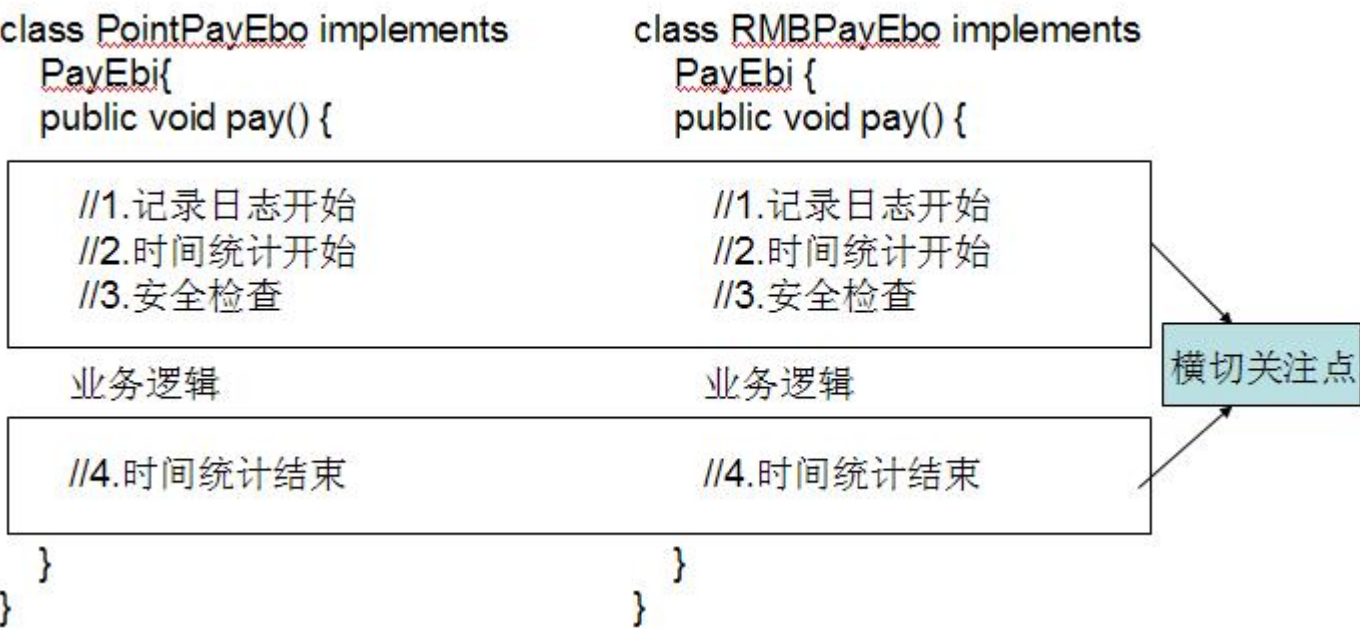 class PointPayEbo implements
PayEbi{
public void pay() {
//1.记录日志开始
//2.时间统计开始
//3.安全检查
业务逻辑
//4.时间统计结束
}
}
class RMBPayEbo implements
PayEbi {
public void pay() {
//1.记录日志开始
//2.时间统计开始
//3.安全检查
业务逻辑
//4.时间统计结束
}
}
横切关注点